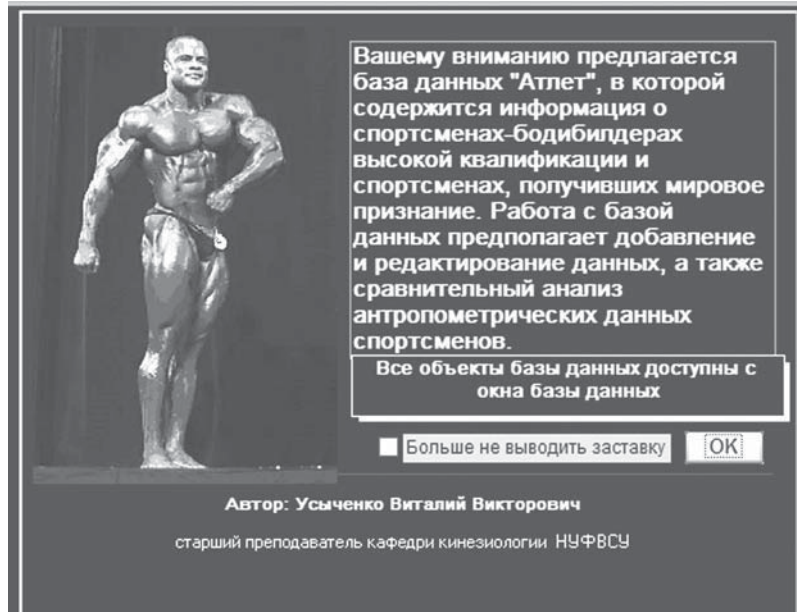 Вашему вниманию предлагается
база данных "Атлет", в которой
содержится информация о
спортсменах-бодибилдерах
высокой квалификации и
спортсменах, получивших мировое
признание. Работа с базой
данных предполагает добавление
и редактирование данных, а также
сравнительный анализ
антропометрических данных
спортсменов.
Все объекты базы данных доступны с
окна базы данных
Больше не выводить заставку
ОК
Автор: Усыченко Виталий Викторович
старший преподаватель кафедри кинезиологии НУФВСУ